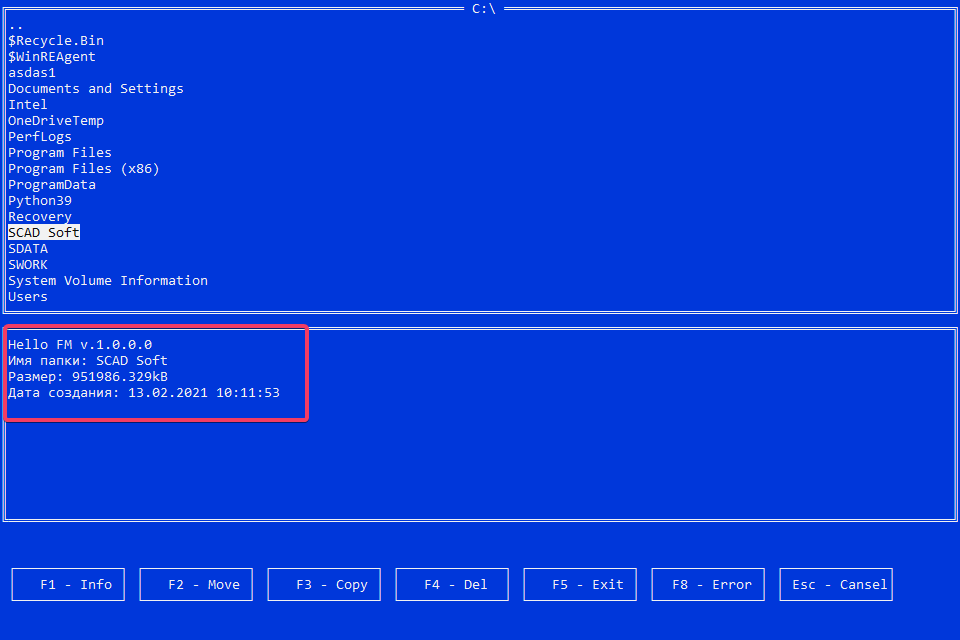 C:\
..
$Recycle.Bin
$WinREAgent
asdas1
Documents and Settings
Intel
OneDriveTemp
PerfLogs
Program Files
Program Files (x86)
ProgramData
Python39
Recovery
SCAD Soft
SDATA
SWORK
System Volume Information
Users
Hello FM v.1.0.0.0
Имя папки: SCAD Soft
Размер: 951986.329kB
Дата создания: 13.02.2021 10:11:53
F1 - Info F2 - Move F3 - Copy F4 - Del F5 - Exit F8 - Error Esc - Cansel